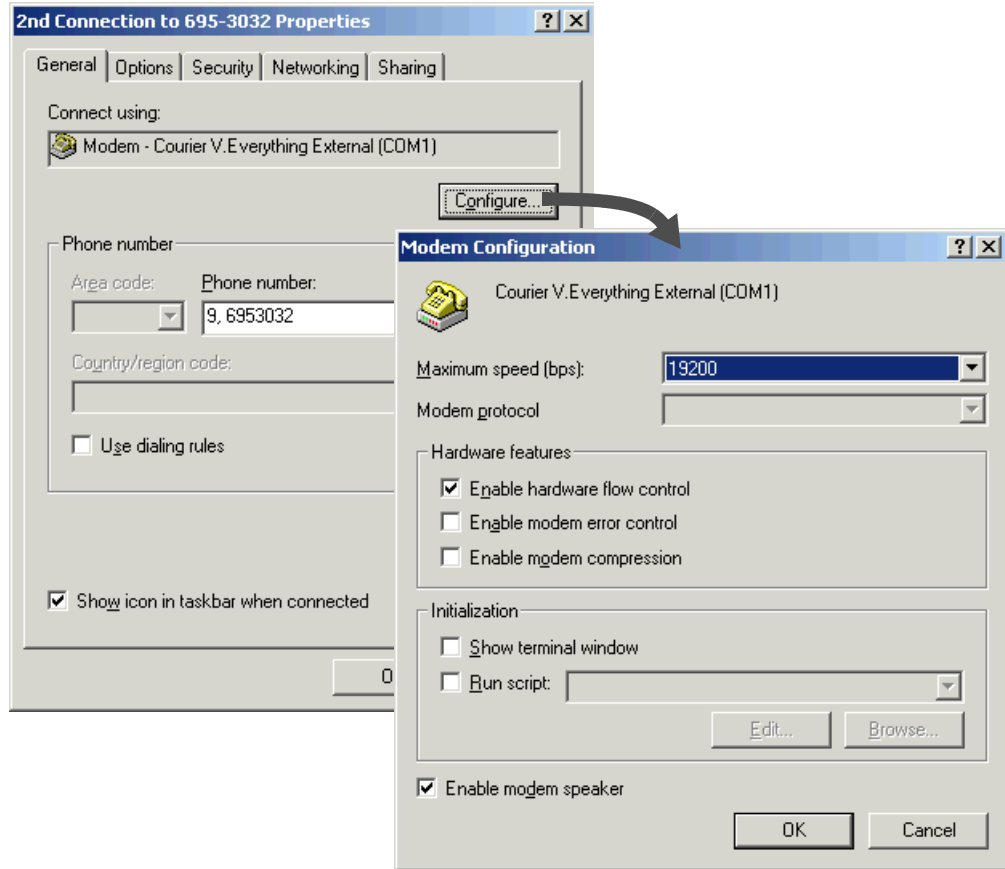 2nd Connection to 695-3032 Properties
General Options Security Networking Sharing
Connect using:
Modem - Courier V.Everything External (COM1)
Configure...
Phone number
Area code: Phone number:
9, 6953032
Country/region code:
Use dialing rules
Show icon in taskbar when connected
O
Modem Configuration
Courier V.Everything External (COM1)
Maximum speed (bps): 19200
Modem protocol
Hardware features
Enable hardware flow control
Enable modem error control
Enable modem compression
Initialization
Show terminal window
Run script:
Edit... Browse...
Enable modem speaker
OK Cancel